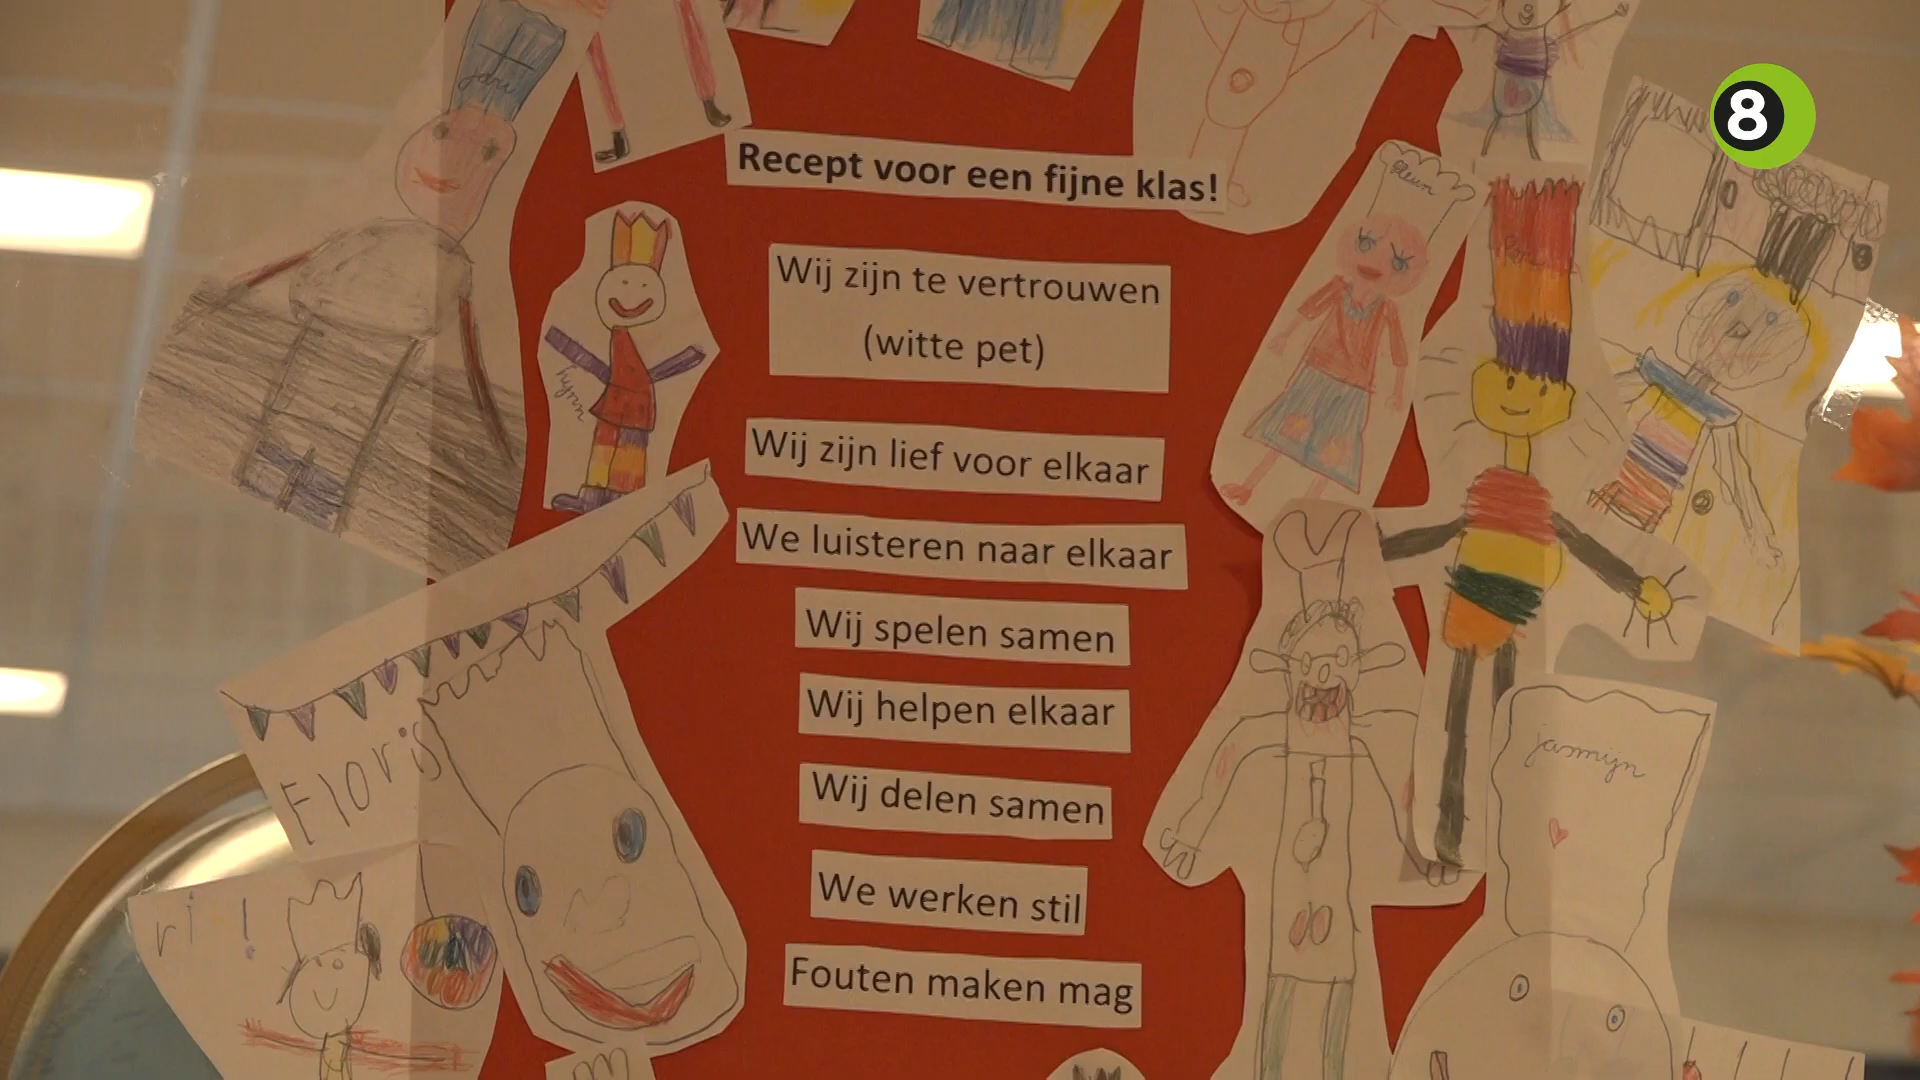 8
Recept voor een fijne klas!
Wij zijn te vertrouwen
(witte pet)
Wij zijn lief voor elkaar
We luisteren naar elkaar
Wij spelen samen
Wij helpen elkaar
Wij delen samen
We werken stil
Fouten maken mag
Floris
jasmijn